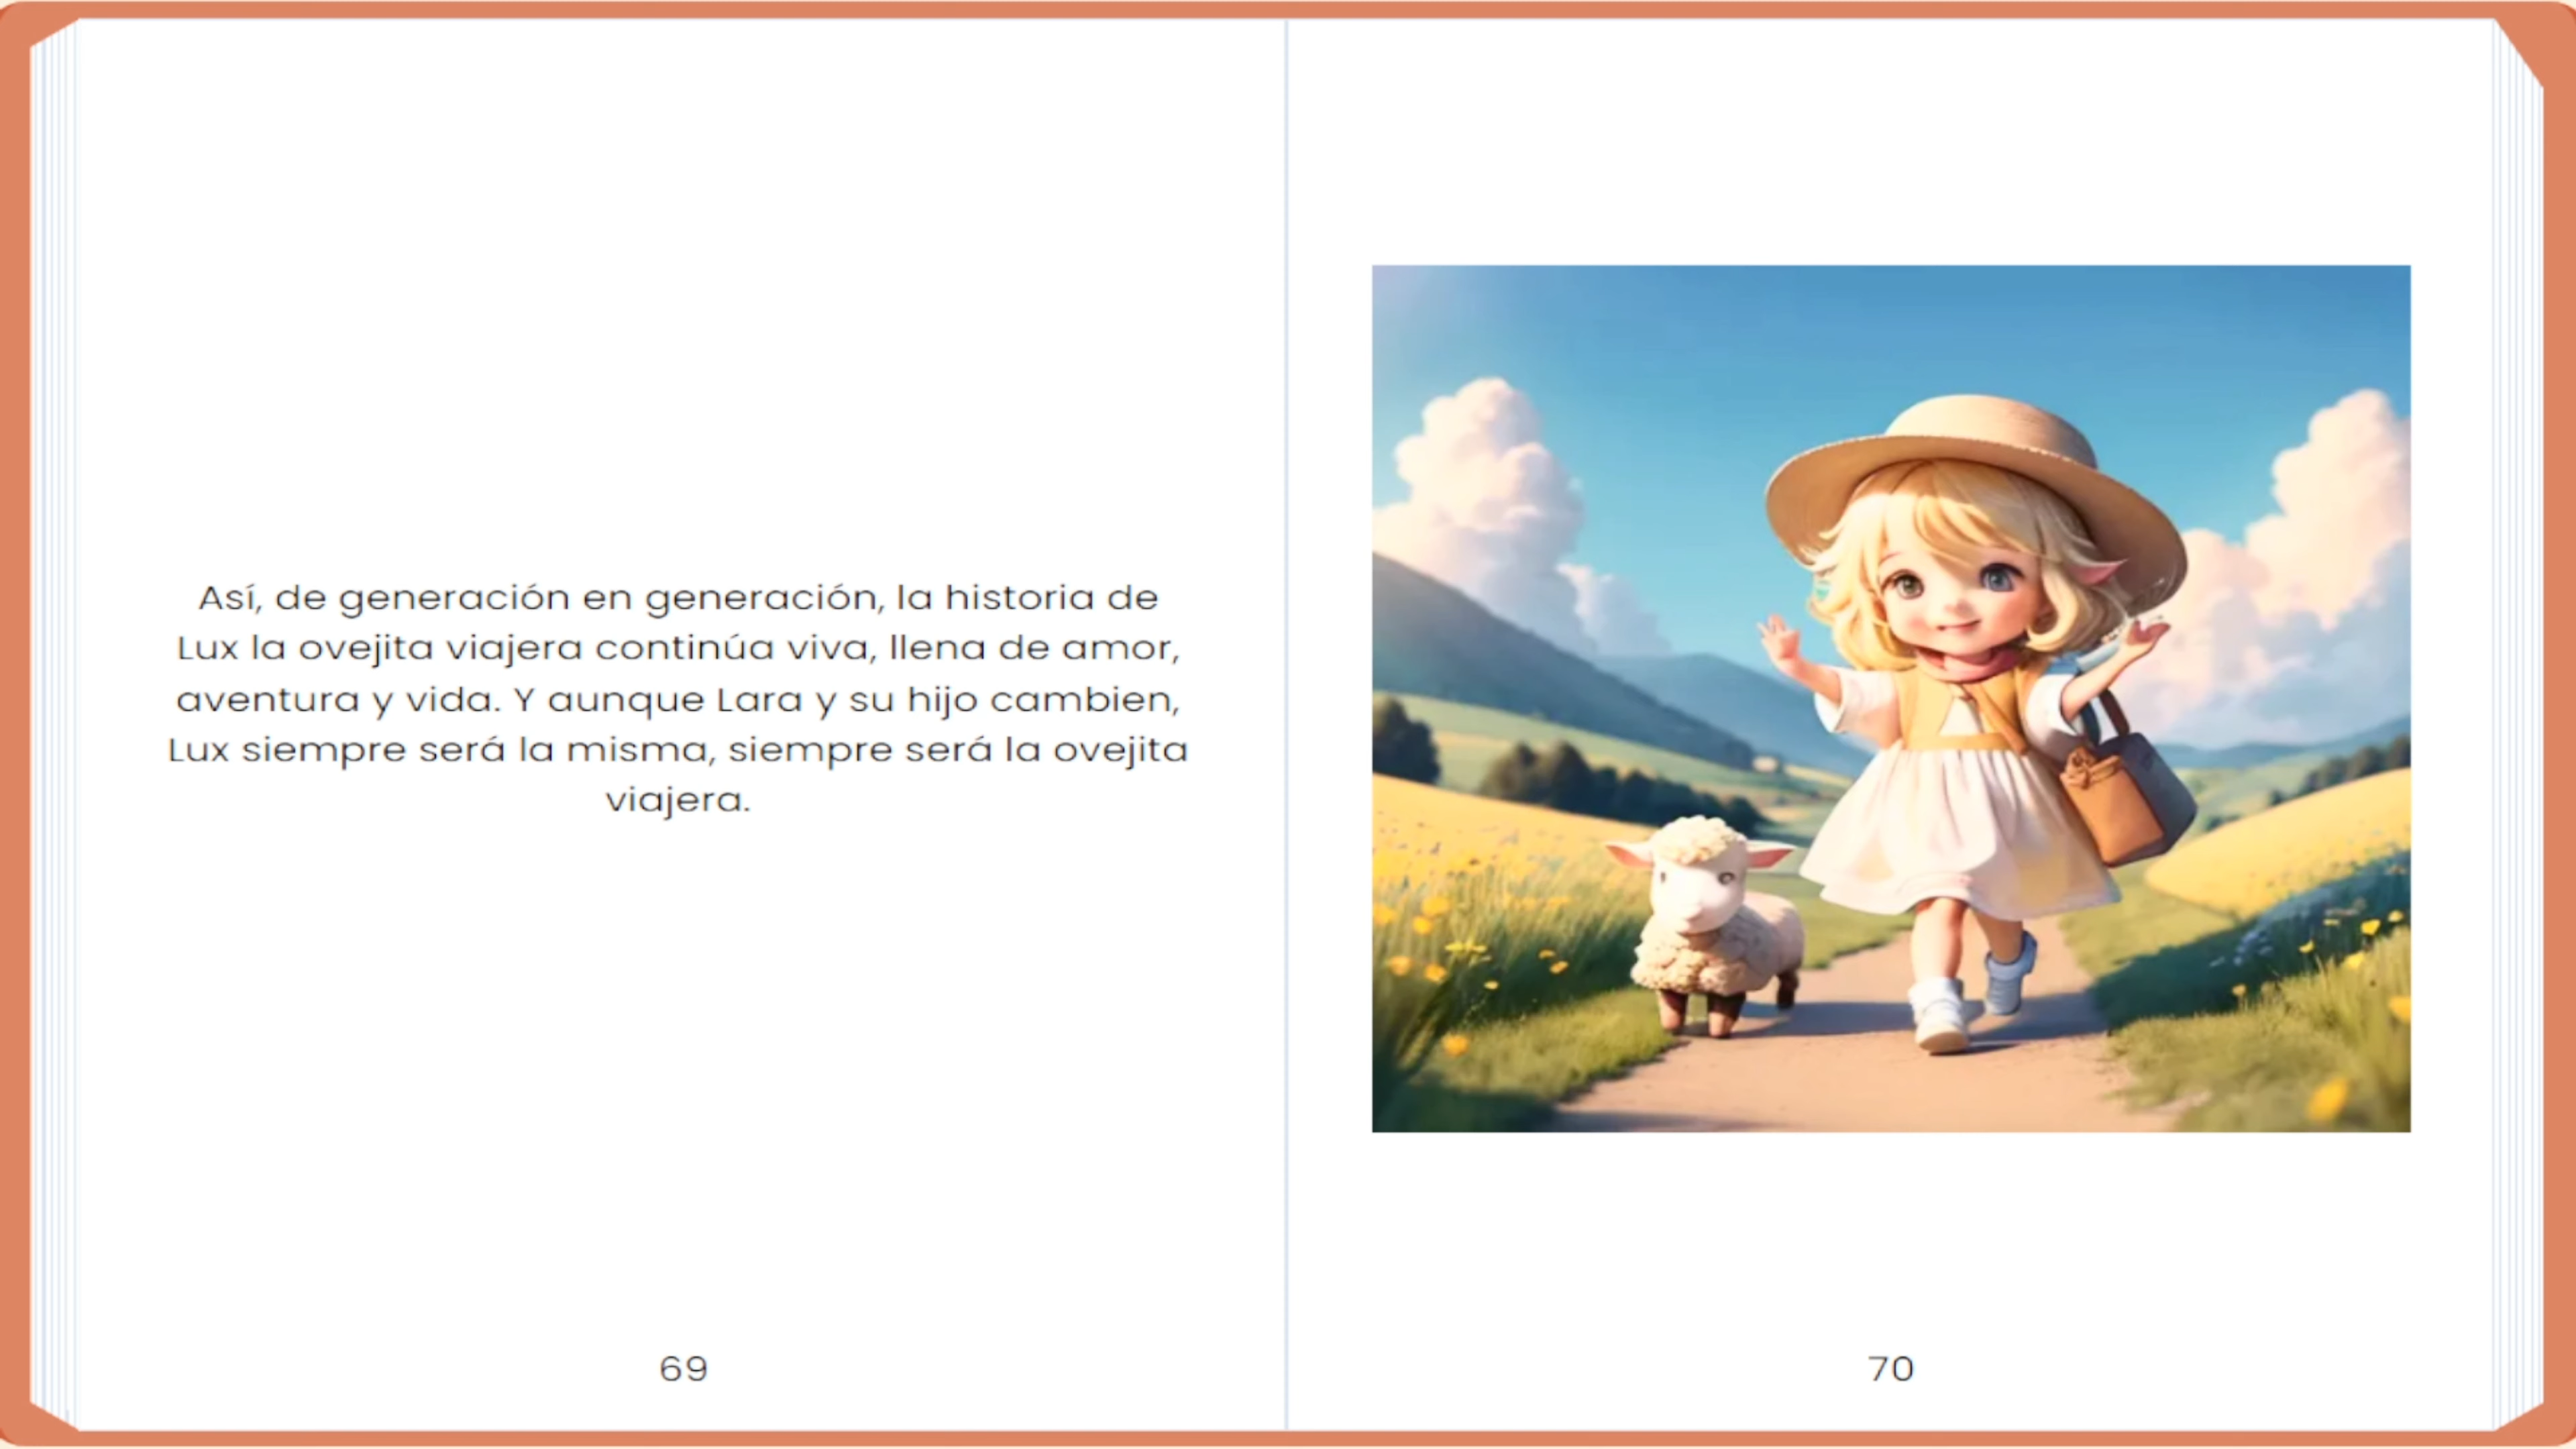 Así, de generación en generación, la historia de
Lux la ovejita viajera continúa viva, llena de amor,
aventura y vida. Y aunque Lara y su hijo cambien,
Lux siempre será la misma, siempre será la ovejita
viajera.
69
70